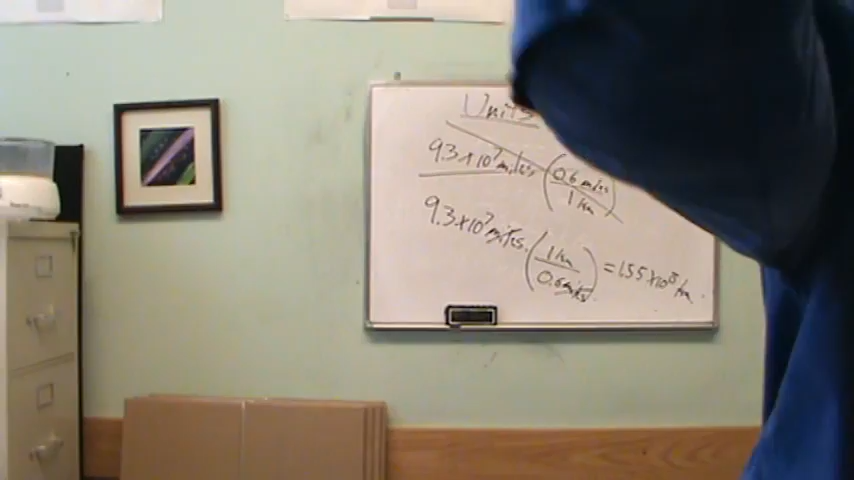 Units
9.3×10⁷ miles (0.6 miles / 1 km)
9.3×10⁷ miles. (1 km / 0.6 miles) = 1.55×10⁸ km.